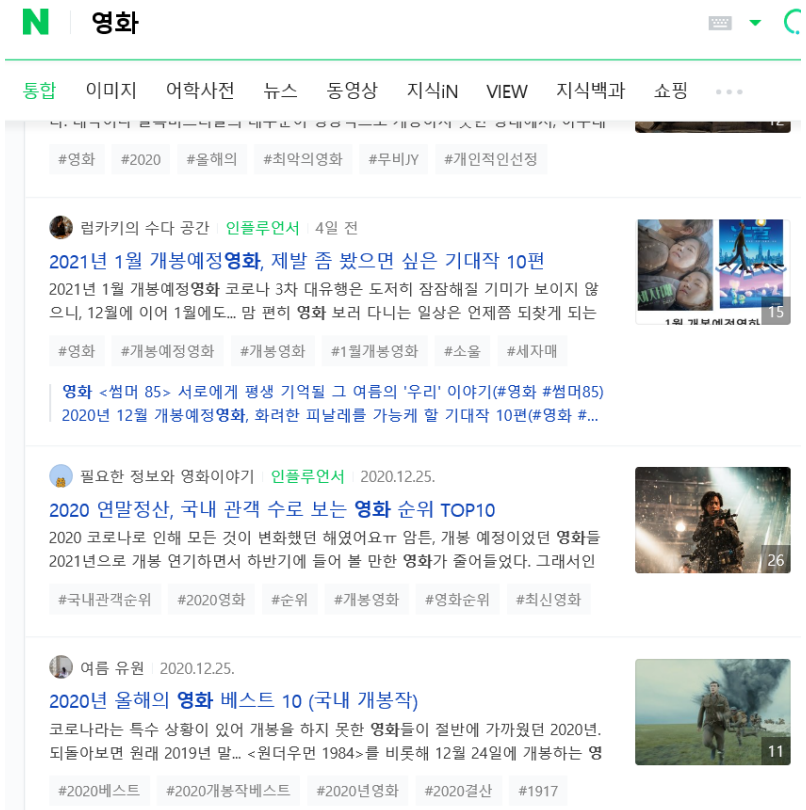 N 영화
통합 이미지 어학사전 뉴스 동영상 지식iN VIEW 지식백과 쇼핑
12
#영화 #2020 #올해의 #최악의영화 #무비JY #개인적인선정
럽카키의 수다 공간 인플루언서 4일 전
2021년 1월 개봉예정영화, 제발 좀 봤으면 싶은 기대작 10편
2021년 1월 개봉예정영화 코로나 3차 대유행은 도저히 잠잠해질 기미가 보이지 않
으니, 12월에 이어 1월에도... 맘 편히 영화 보러 다니는 일상은 언제쯤 되찾게 되는
15
1월 개봉예정영화
#영화 #개봉예정영화 #개봉영화 #1월개봉영화 #소울 #세자매
영화 <썸머 85> 서로에게 평생 기억될 그 여름의 '우리' 이야기(#영화 #썸머85)
2020년 12월 개봉예정영화, 화려한 피날레를 가능케 할 기대작 10편(#영화 #...
필요한 정보와 영화이야기 인플루언서 2020.12.25.
2020 연말정산, 국내 관객 수로 보는 영화 순위 TOP10
2020 코로나로 인해 모든 것이 변화했던 해였어요ㅠ 암튼, 개봉 예정이었던 영화들
2021년으로 개봉 연기하면서 하반기에 들어 볼 만한 영화가 줄어들었다. 그래서인
26
#국내관객순위 #2020영화 #순위 #개봉영화 #영화순위 #최신영화
여름 유원 2020.12.25.
2020년 올해의 영화 베스트 10 (국내 개봉작)
코로나라는 특수 상황이 있어 개봉을 하지 못한 영화들이 절반에 가까웠던 2020년.
되돌아보면 원래 2019년 말... <원더우먼 1984>를 비롯해 12월 24일에 개봉하는 영
11
#2020베스트 #2020개봉작베스트 #2020년영화 #2020결산 #1917